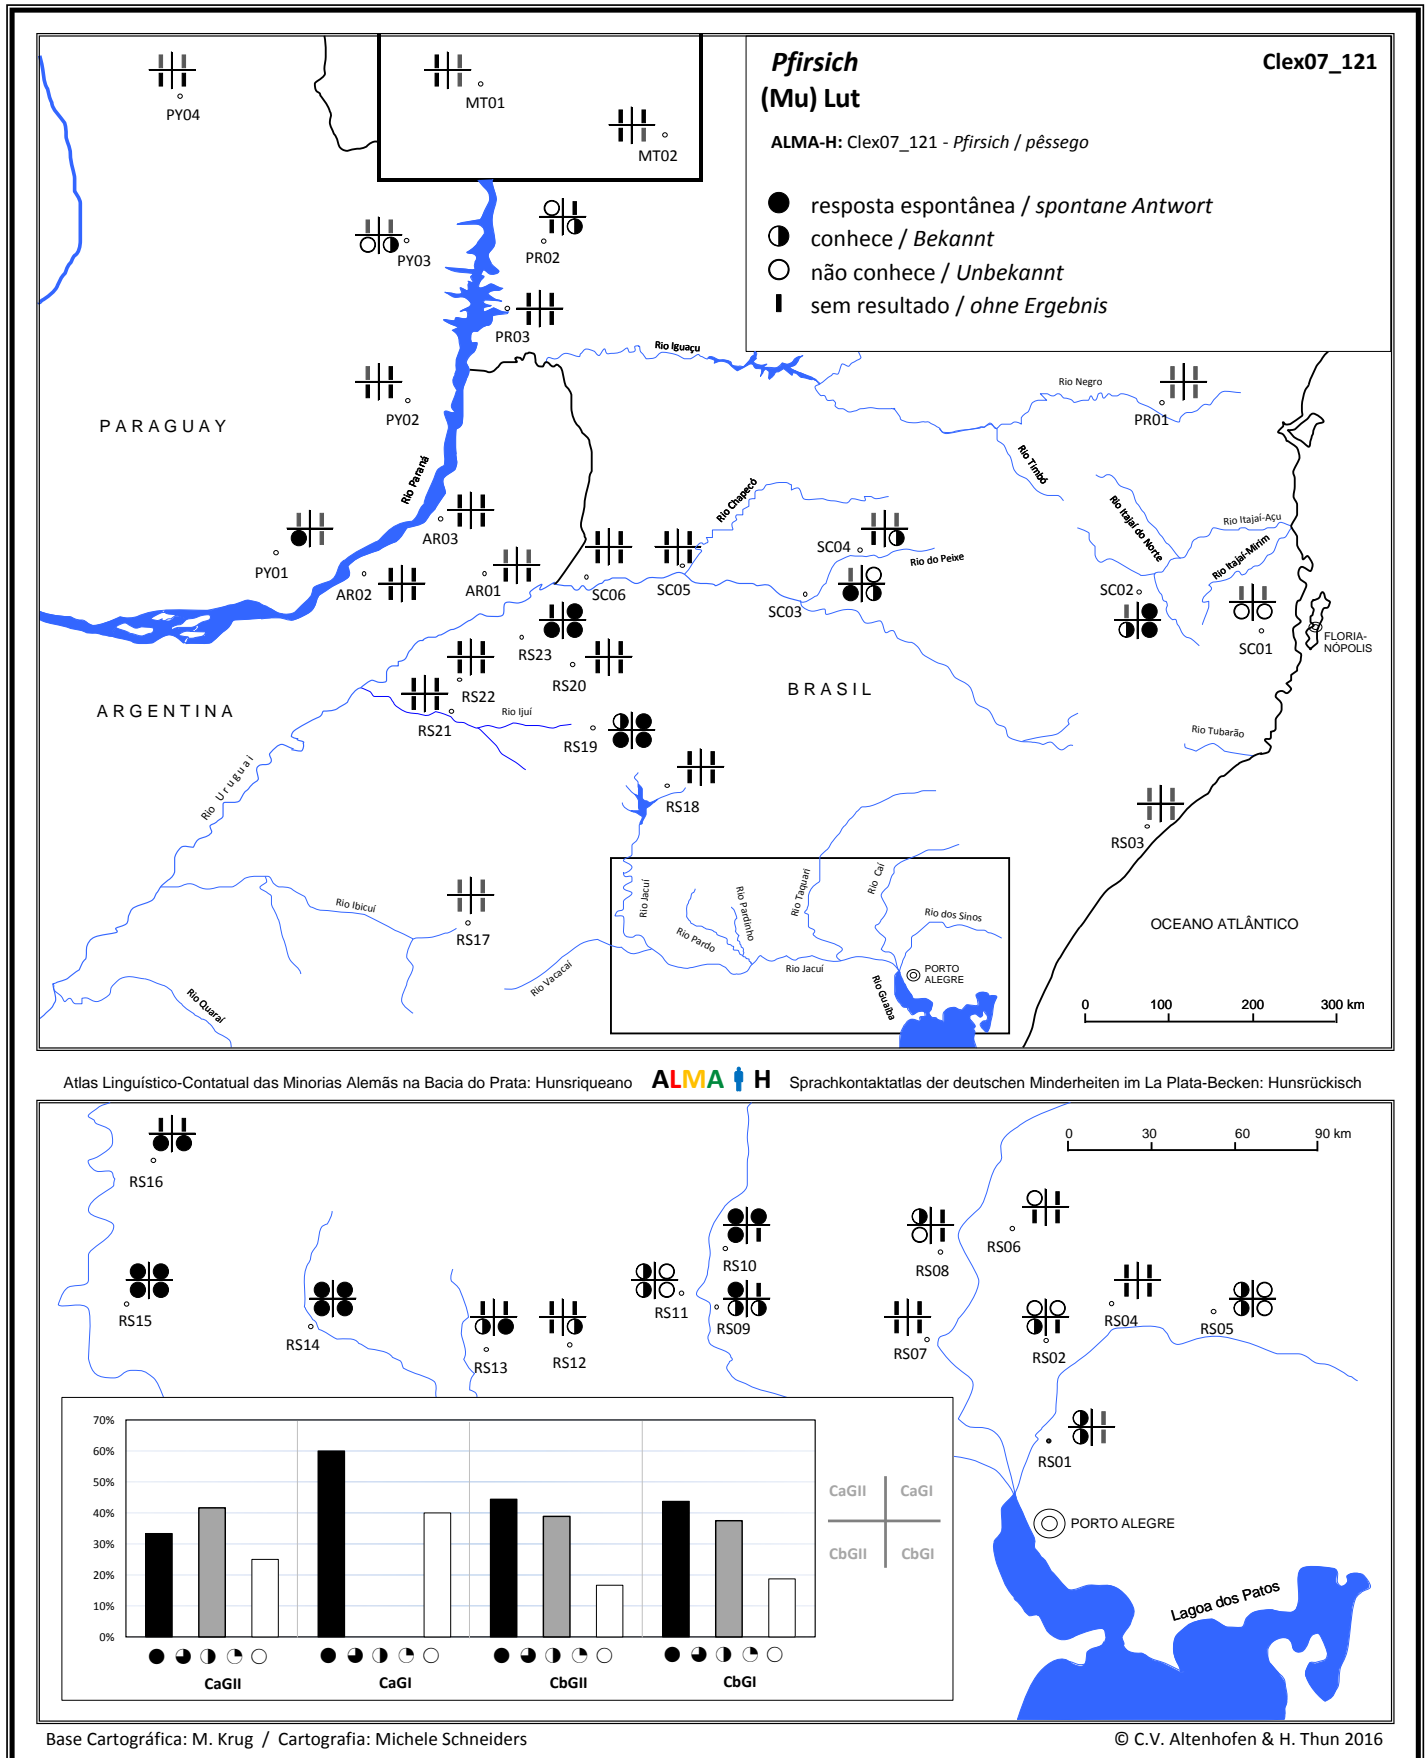 Pfirsich
Clex07_121
(Mu) Lut
ALMA-H: Clex07_121 - Pfirsich / pêssego
resposta espontânea / spontane Antwort
conhece / Bekannt
não conhece / Unbekannt
sem resultado / ohne Ergebnis
PY04
MT01
MT02
PY03
PR02
PR03
Rio Iguaçu
Rio Negro
PR01
PY02
PARAGUAY
Rio Paraná
Rio Timbó
Rio Chapecó
Rio Itajaí do Norte
Rio Itajaí-Açu
Rio Itajaí-Mirim
AR03
SC04
Rio do Peixe
PY01
AR02
AR01
SC06
SC05
SC03
SC02
SC01
FLORIA-
NÓPOLIS
RS23
RS20
RS22
BRASIL
ARGENTINA
RS21
Rio Ijuí
RS19
Rio Tubarão
Rio Uruguai
RS18
RS03
Rio Jacuí
Rio Pardinho
Rio Taquari
Rio Caí
Rio Ibicuí
RS17
Rio dos Sinos
OCEANO ATLÂNTICO
Rio Pardo
Rio Vacacaí
Rio Jacuí
PORTO
ALEGRE
Rio Guaíba
Rio Quaraí
0 100 200 300 km
Atlas Linguístico-Contatual das Minorias Alemãs na Bacia do Prata: Hunsriqueano ALMA H Sprachkontaktatlas der deutschen Minderheiten im La Plata-Becken: Hunsrückisch
0 30 60 90 km
RS16
RS06
RS10
RS08
RS15
RS11
RS09
RS04
RS05
RS14
RS13
RS12
RS07
RS02
RS01
70%
60%
50%
40%
30%
20%
10%
0%
CaGII CaGI CbGII CbGI
CaGII CaGI
CbGII CbGI
PORTO ALEGRE
Lagoa dos Patos
Base Cartográfica: M. Krug / Cartografia: Michele Schneiders
© C.V. Altenhofen & H. Thun 2016